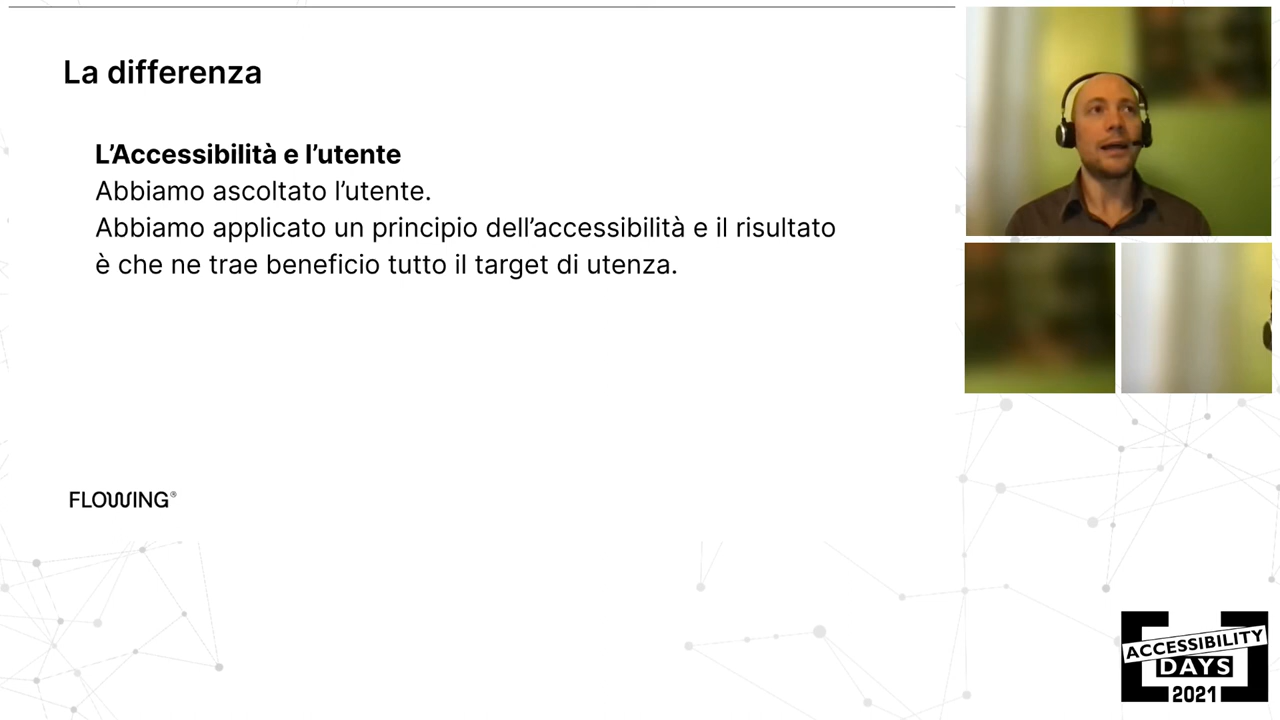 La differenza
L’Accessibilità e l’utente
Abbiamo ascoltato l’utente.
Abbiamo applicato un principio dell’accessibilità e il risultato
è che ne trae beneficio tutto il target di utenza.
FLOWING®
ACCESSIBILITY
DAYS
2021